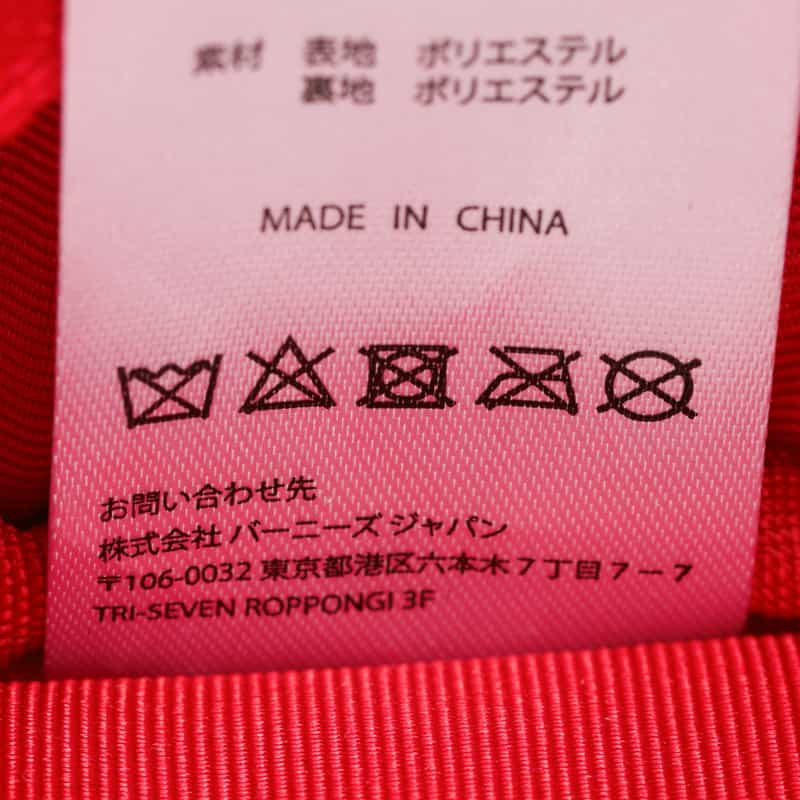 素材 表地 ポリエステル
裏地 ポリエステル
MADE IN CHINA
お問い合わせ先
株式会社 バーニーズ ジャパン
〒106-0032 東京都港区六本木７丁目７−７
TRI-SEVEN ROPPONGI 3F